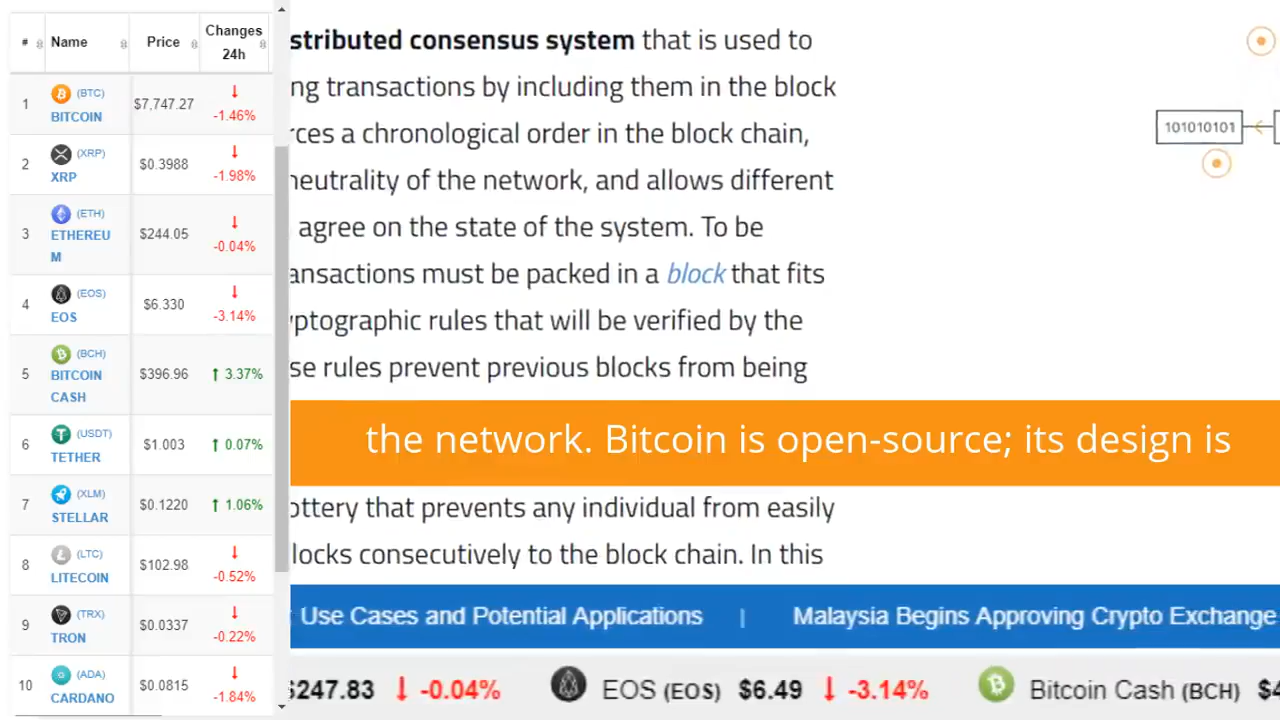 # Name Price Changes 24h
1 (BTC) BITCOIN $7,747.27 ↓ -1.46%
2 (XRP) XRP $0.3988 ↓ -1.98%
3 (ETH) ETHEREU M $244.05 ↓ -0.04%
4 (EOS) EOS $6.330 ↓ -3.14%
5 (BCH) BITCOIN CASH $396.96 ↑ 3.37%
6 (USDT) TETHER $1.003 ↑ 0.07%
7 (XLM) STELLAR $0.1220 ↑ 1.06%
8 (LTC) LITECOIN $102.98 ↓ -0.52%
9 (TRX) TRON $0.0337 ↓ -0.22%
10 (ADA) CARDANO $0.0815 ↓ -1.84%
stributed consensus system that is used to
ng transactions by including them in the block
rces a chronological order in the block chain,
neutrality of the network, and allows different
agree on the state of the system. To be
ansactions must be packed in a block that fits
yptographic rules that will be verified by the
se rules prevent previous blocks from being
the network. Bitcoin is open-source; its design is
ottery that prevents any individual from easily
locks consecutively to the block chain. In this
101010101
Use Cases and Potential Applications | Malaysia Begins Approving Crypto Exchange
$247.83 ↓ -0.04% EOS (EOS) $6.49 ↓ -3.14% Bitcoin Cash (BCH)